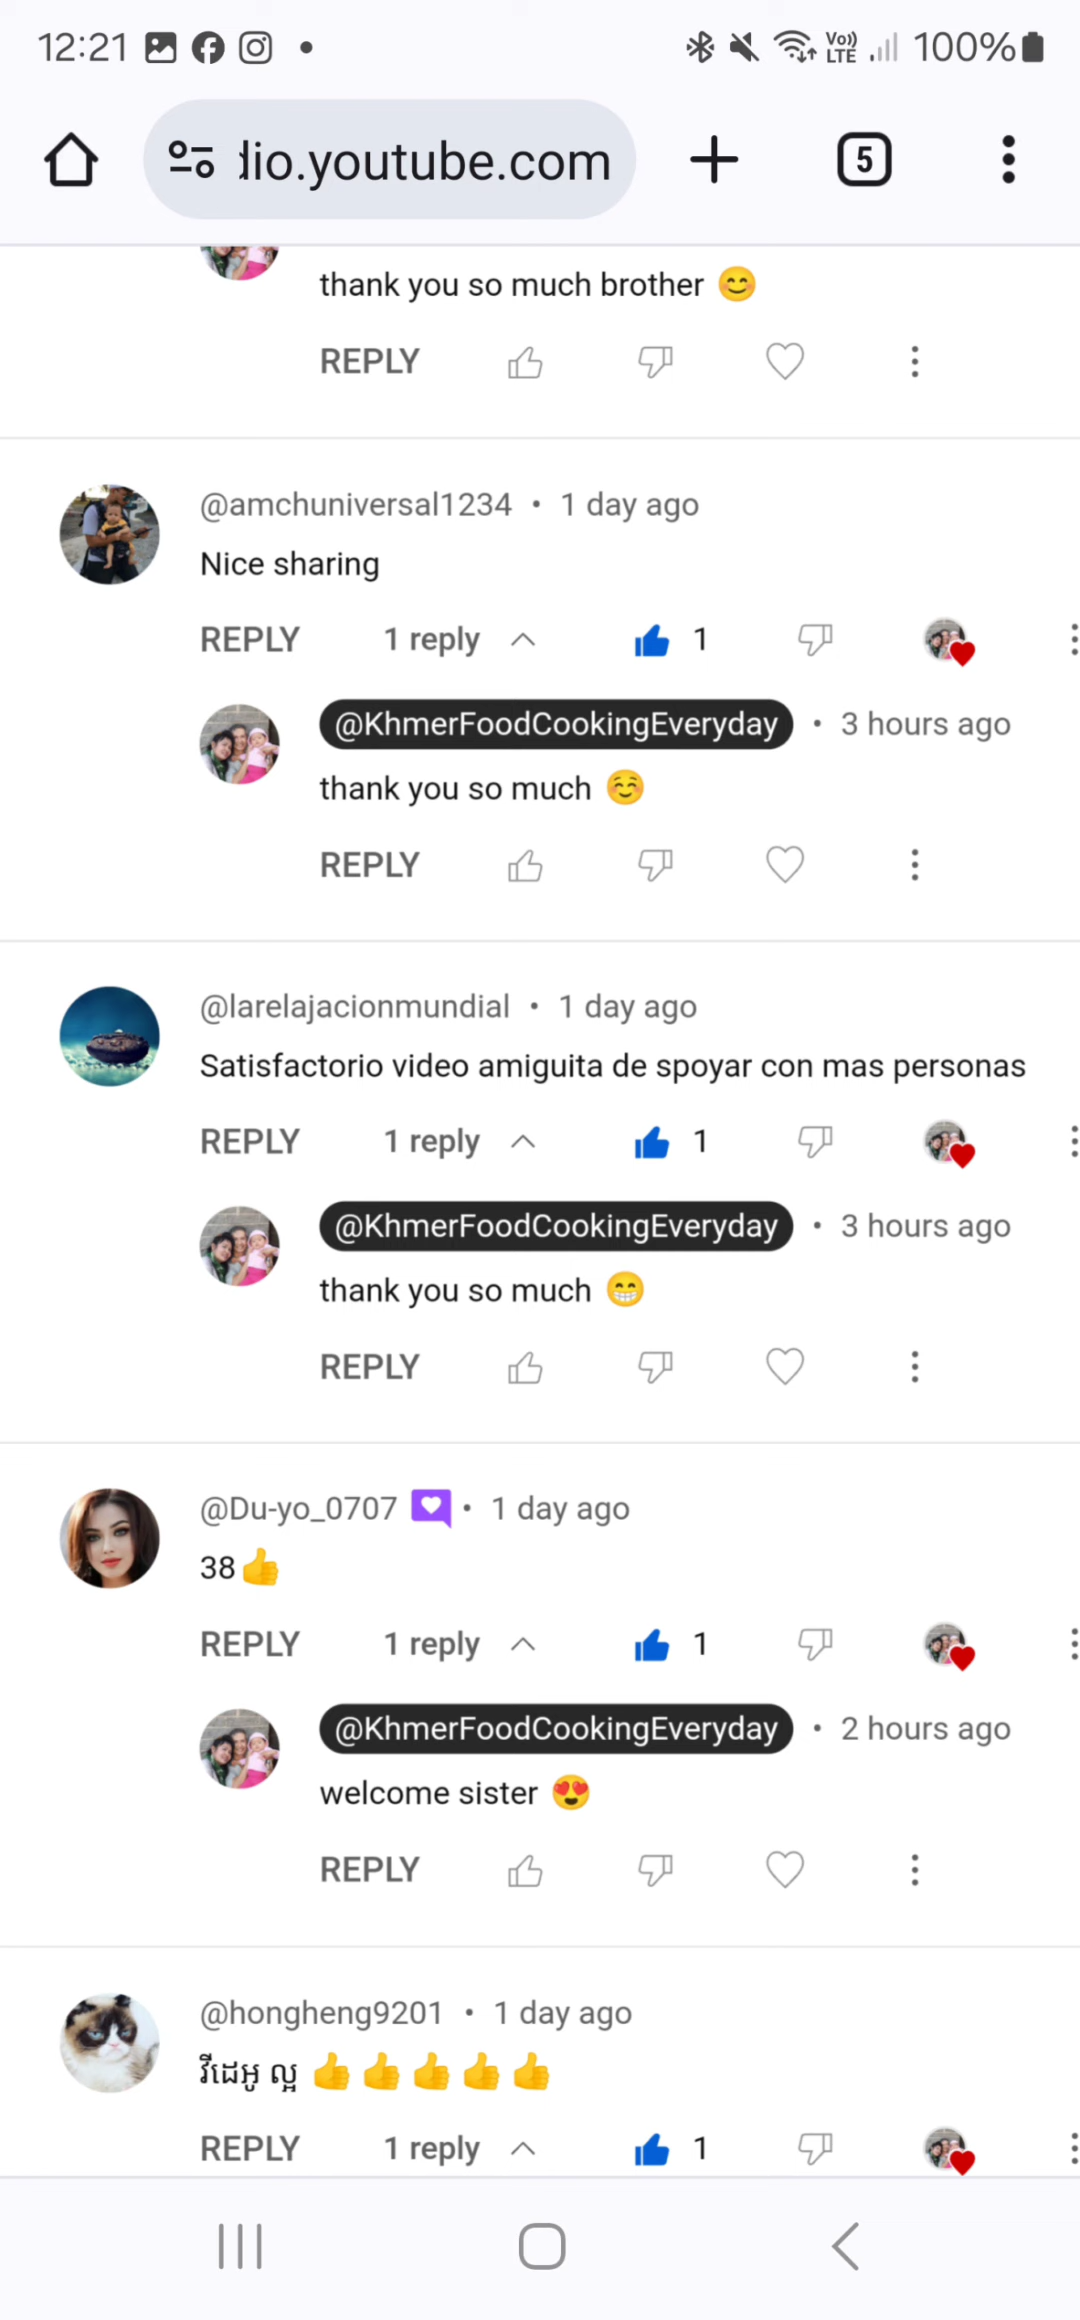 12:21 Vo)) LTE 100%
dio.youtube.com 5
thank you so much brother 😊
REPLY
@amchuniversal1234 • 1 day ago
Nice sharing
REPLY 1 reply 1
@KhmerFoodCookingEveryday • 3 hours ago
thank you so much ☺️
REPLY
@larelajacionmundial • 1 day ago
Satisfactorio video amiguita de spoyar con mas personas
REPLY 1 reply 1
@KhmerFoodCookingEveryday • 3 hours ago
thank you so much 😁
REPLY
@Du-yo_0707 • 1 day ago
38👍
REPLY 1 reply 1
@KhmerFoodCookingEveryday • 2 hours ago
welcome sister 😍
REPLY
@hongheng9201 • 1 day ago
វីដេអូ ល្អ 👍 👍 👍 👍 👍
REPLY 1 reply 1